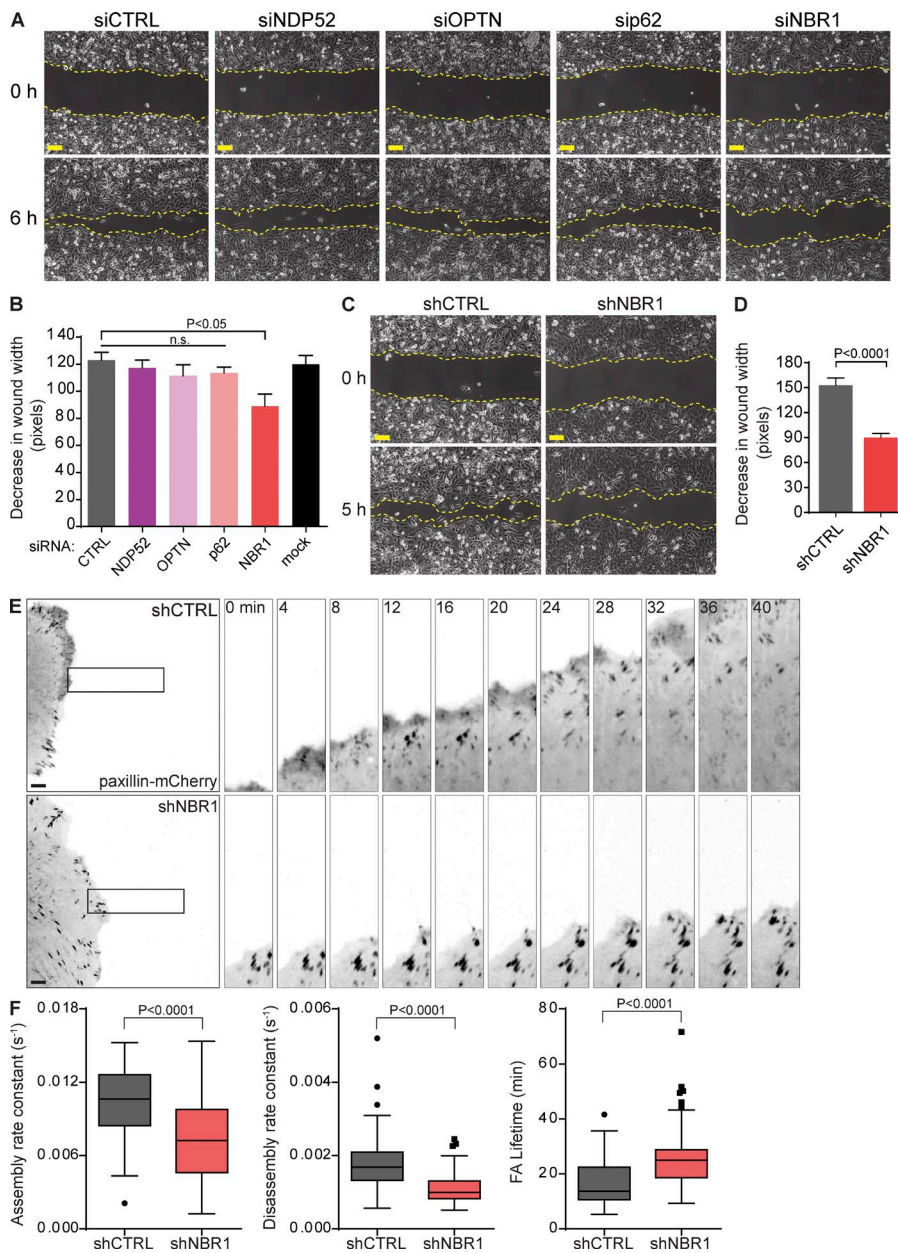 A
siCTRL
siNDP52
siOPTN
sip62
siNBR1
0 h
6 h
B
P<0.05
n.s.
Decrease in wound width
(pixels)
140
120
100
80
60
40
20
0
siRNA:
CTRL
NDP52
OPTN
p62
NBR1
mock
C
shCTRL
shNBR1
0 h
5 h
D
P<0.0001
Decrease in wound width
(pixels)
180
150
120
90
60
30
0
shCTRL
shNBR1
E
shCTRL
paxillin-mCherry
0 min
4
8
12
16
20
24
28
32
36
40
shNBR1
F
P<0.0001
Assembly rate constant (s⁻¹)
0.018
0.012
0.006
0.000
shCTRL
shNBR1
P<0.0001
Disassembly rate constant (s⁻¹)
0.006
0.004
0.002
0.000
shCTRL
shNBR1
P<0.0001
FA Lifetime (min)
80
60
40
20
0
shCTRL
shNBR1